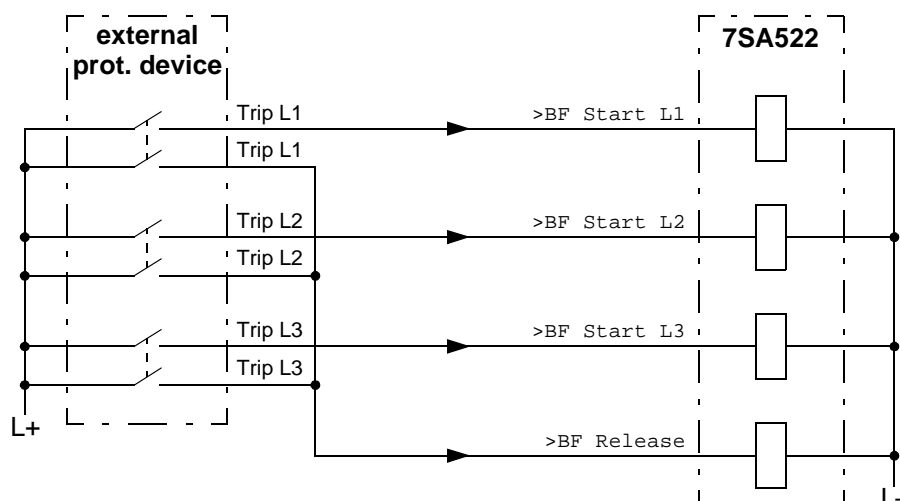 external
prot. device
7SA522
Trip L1
>BF Start L1
Trip L1
Trip L2
>BF Start L2
Trip L2
Trip L3
>BF Start L3
Trip L3
L+
>BF Release
L-